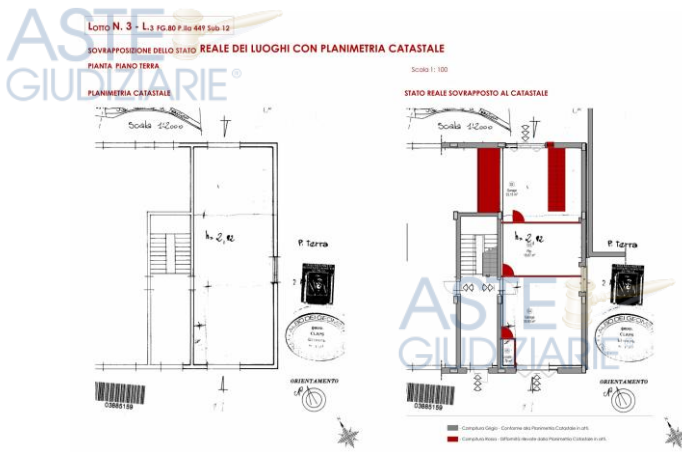 Lotto N. 3 - L.3 FG.80 P.lla 449 Sub 12
SOVRAPPOSIZIONE DELLO STATO REALE DEI LUOGHI CON PLANIMETRIA CATASTALE
PIANTA PIANO TERRA
Scala 1: 100
PLANIMETRIA CATASTALE
STATO REALE SOVRAPPOSTO AL CATASTALE
ASTE
GIUDIZIARIE®
Scala 1:2000
h= 2,92
P. Terra
ORIENTAMENTO
03885159
Scala 1:2000
h= 2,92
P. Terra
ASTE
GIUDIZIARIE
ORIENTAMENTO
03885159
Campitura Grigia - Conforme alla Planimetria Catastale in atti.
Campitura Rossa - Difformità rilevate dalla Planimetria Catastale in atti.